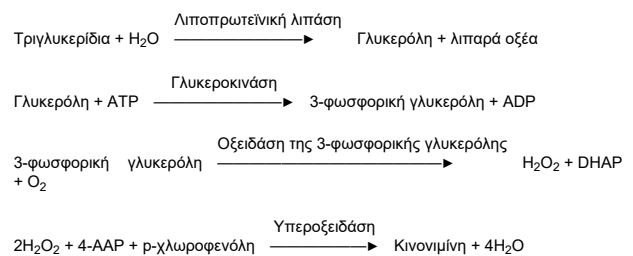 Λιποπρωτεϊνική λιπάση
Τριγλυκερίδια + H₂O ⟶ Γλυκερόλη + λιπαρά οξέα
Γλυκεροκινάση
Γλυκερόλη + ATP ⟶ 3-φωσφορική γλυκερόλη + ADP
Οξειδάση της 3-φωσφορικής γλυκερόλης
3-φωσφορική γλυκερόλη ⟶ H₂O₂ + DHAP
+ O₂
Υπεροξειδάση
2H₂O₂ + 4-AAP + p-χλωροφενόλη ⟶ Κινονιμίνη + 4H₂O